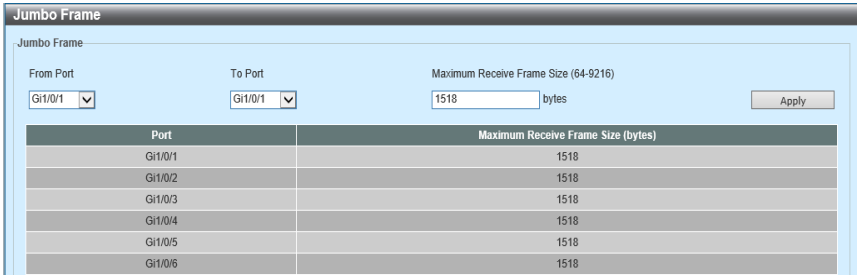 Jumbo Frame
Jumbo Frame
From Port To Port Maximum Receive Frame Size (64-9216)
Gi1/0/1 Gi1/0/1 1518 bytes Apply
Port Maximum Receive Frame Size (bytes)
Gi1/0/1 1518
Gi1/0/2 1518
Gi1/0/3 1518
Gi1/0/4 1518
Gi1/0/5 1518
Gi1/0/6 1518